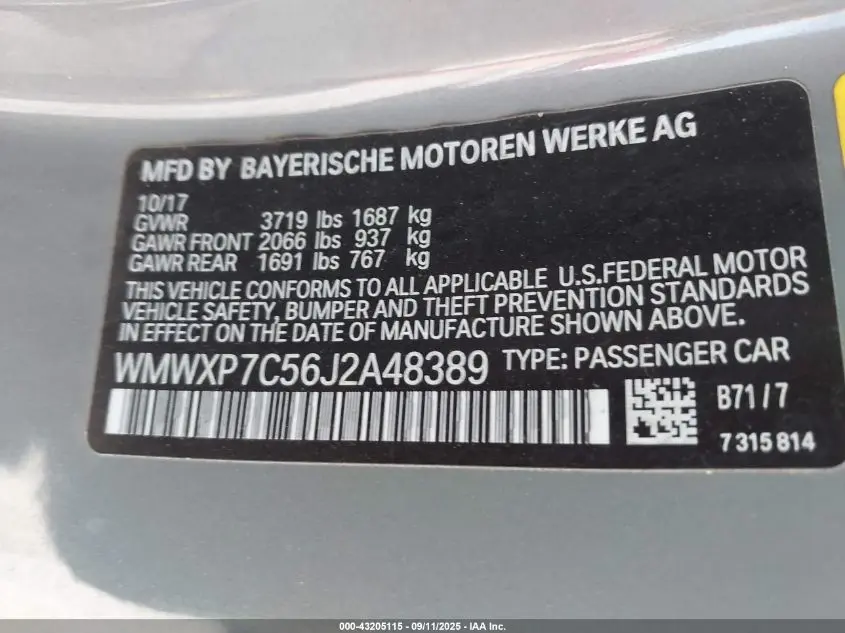 MFD BY BAYERISCHE MOTOREN WERKE AG
10/17
GVWR 3719 lbs 1687 kg
GAWR FRONT 2066 lbs 937 kg
GAWR REAR 1691 lbs 767 kg
THIS VEHICLE CONFORMS TO ALL APPLICABLE U.S.FEDERAL MOTOR
VEHICLE SAFETY, BUMPER AND THEFT PREVENTION STANDARDS
IN EFFECT ON THE DATE OF MANUFACTURE SHOWN ABOVE.
WMWXP7C56J2A48389 TYPE: PASSENGER CAR
B71/7
7315814
000-43205115 - 09/11/2025 - IAA Inc.